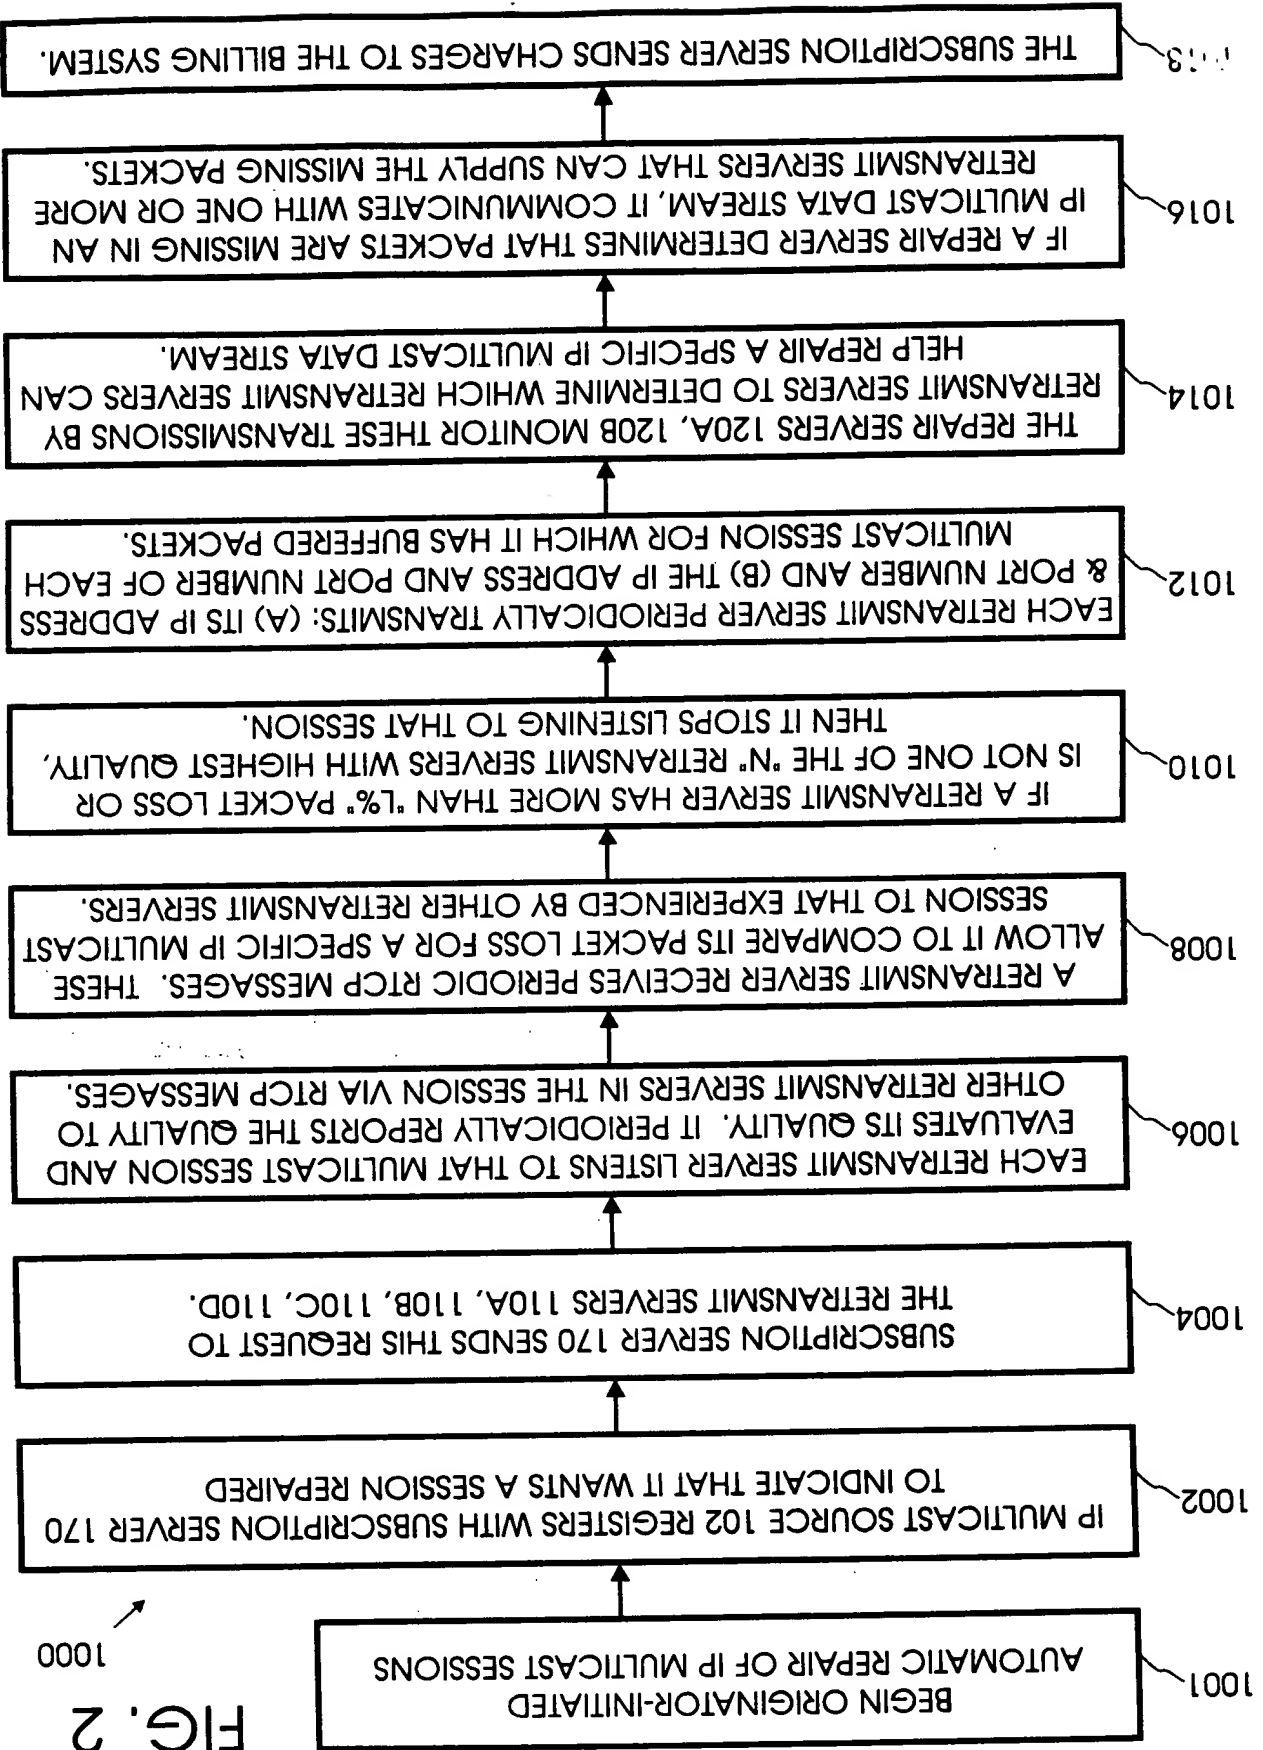 FIG. 2
1000
BEGIN ORIGINATOR-INITIATED
AUTOMATIC REPAIR OF IP MULTICAST SESSIONS
1001
IP MULTICAST SOURCE 102 REGISTERS WITH SUBSCRIPTION SERVER 170
TO INDICATE THAT IT WANTS A SESSION REPAIRED
1002
SUBSCRIPTION SERVER 170 SENDS THIS REQUEST TO
THE RETRANSMIT SERVERS 110A, 110B, 110C, 110D.
1004
EACH RETRANSMIT SERVER LISTENS TO THAT MULTICAST SESSION AND
EVALUATES ITS QUALITY. IT PERIODICALLY REPORTS THE QUALITY TO
OTHER RETRANSMIT SERVERS IN THE SESSION VIA RTCP MESSAGES.
1006
A RETRANSMIT SERVER RECEIVES PERIODIC RTCP MESSAGES. THESE
ALLOW IT TO COMPARE ITS PACKET LOSS FOR A SPECIFIC IP MULTICAST
SESSION TO THAT EXPERIENCED BY OTHER RETRANSMIT SERVERS.
1008
IF A RETRANSMIT SERVER HAS MORE THAN "L%" PACKET LOSS OR
IS NOT ONE OF THE "N" RETRANSMIT SERVERS WITH HIGHEST QUALITY,
THEN IT STOPS LISTENING TO THAT SESSION.
1010
EACH RETRANSMIT SERVER PERIODICALLY TRANSMITS: (A) ITS IP ADDRESS
& PORT NUMBER AND (B) THE IP ADDRESS AND PORT NUMBER OF EACH
MULTICAST SESSION FOR WHICH IT HAS BUFFERED PACKETS.
1012
THE REPAIR SERVERS 120A, 120B MONITOR THESE TRANSMISSIONS BY
RETRANSMIT SERVERS TO DETERMINE WHICH RETRANSMIT SERVERS CAN
HELP REPAIR A SPECIFIC IP MULTICAST DATA STREAM.
1014
IF A REPAIR SERVER DETERMINES THAT PACKETS ARE MISSING IN AN
IP MULTICAST DATA STREAM, IT COMMUNICATES WITH ONE OR MORE
RETRANSMIT SERVERS THAT CAN SUPPLY THE MISSING PACKETS.
1016
THE SUBSCRIPTION SERVER SENDS CHARGES TO THE BILLING SYSTEM.